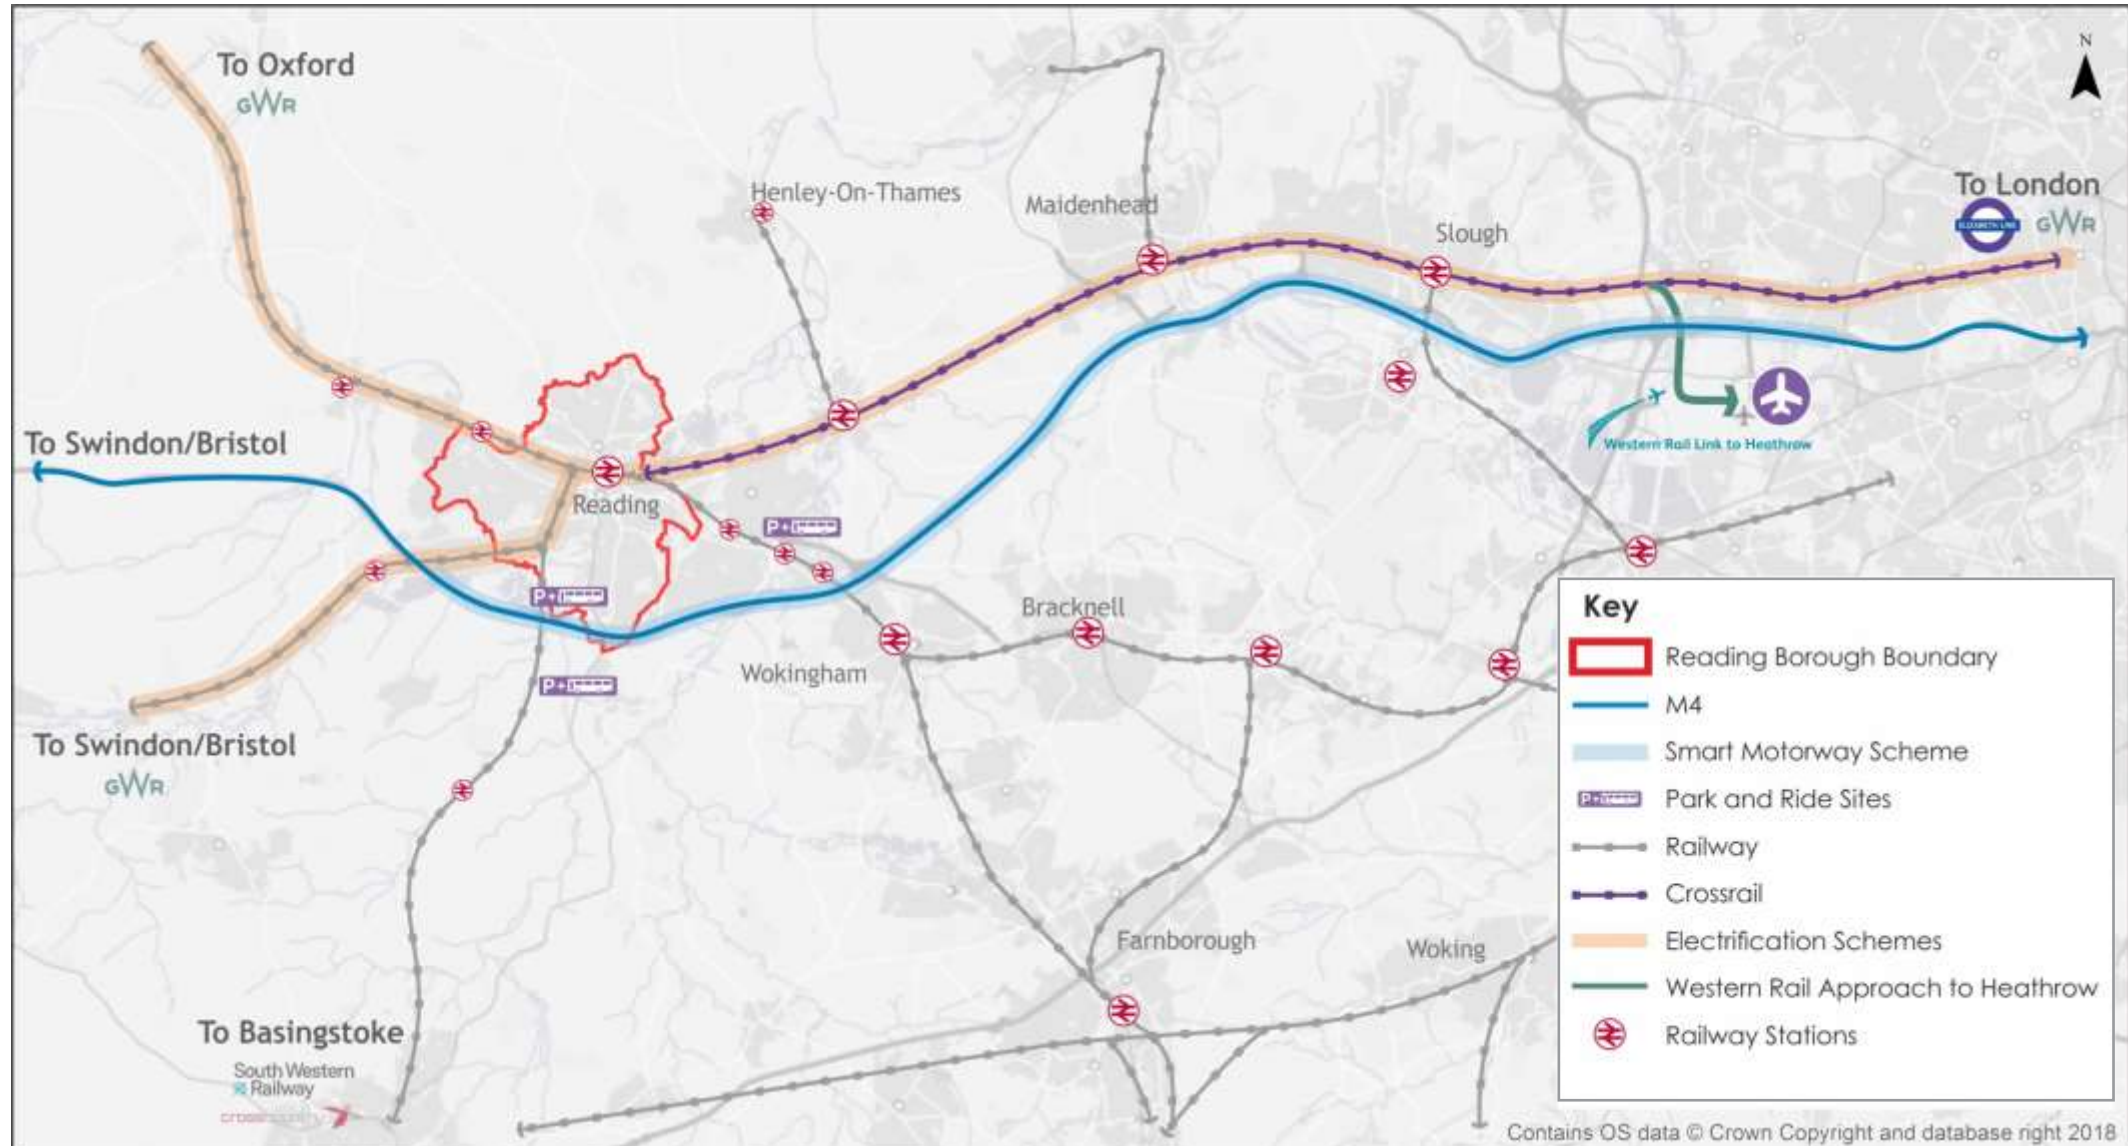 To Oxford
GWR
N
Henley-On-Thames
Maidenhead
Slough
To London
ELIZABETH LINE
GWR
To Swindon/Bristol
Reading
Western Rail Link to Heathrow
P+
P+
P+
Bracknell
Wokingham
To Swindon/Bristol
GWR
Farnborough
Woking
To Basingstoke
South Western
Railway
crosscountry
Key
Reading Borough Boundary
M4
Smart Motorway Scheme
P+
Park and Ride Sites
Railway
Crossrail
Electrification Schemes
Western Rail Approach to Heathrow
Railway Stations
Contains OS data © Crown Copyright and database right 2018